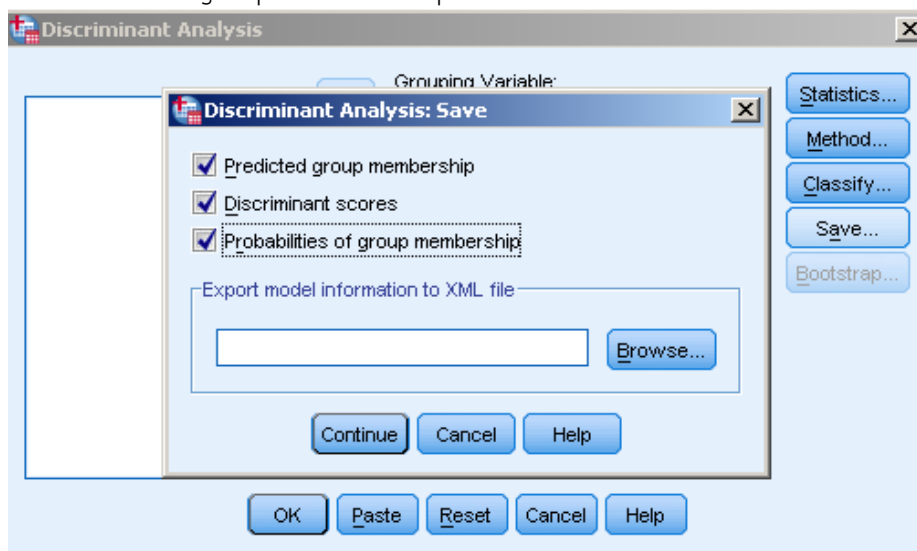 Discriminant Analysis
Grouping Variable:
Statistics...
Discriminant Analysis: Save
Method...
Predicted group membership
Classify...
Discriminant scores
Save...
Probabilities of group membership
Bootstrap...
Export model information to XML file
Browse...
Continue Cancel Help
OK Paste Reset Cancel Help